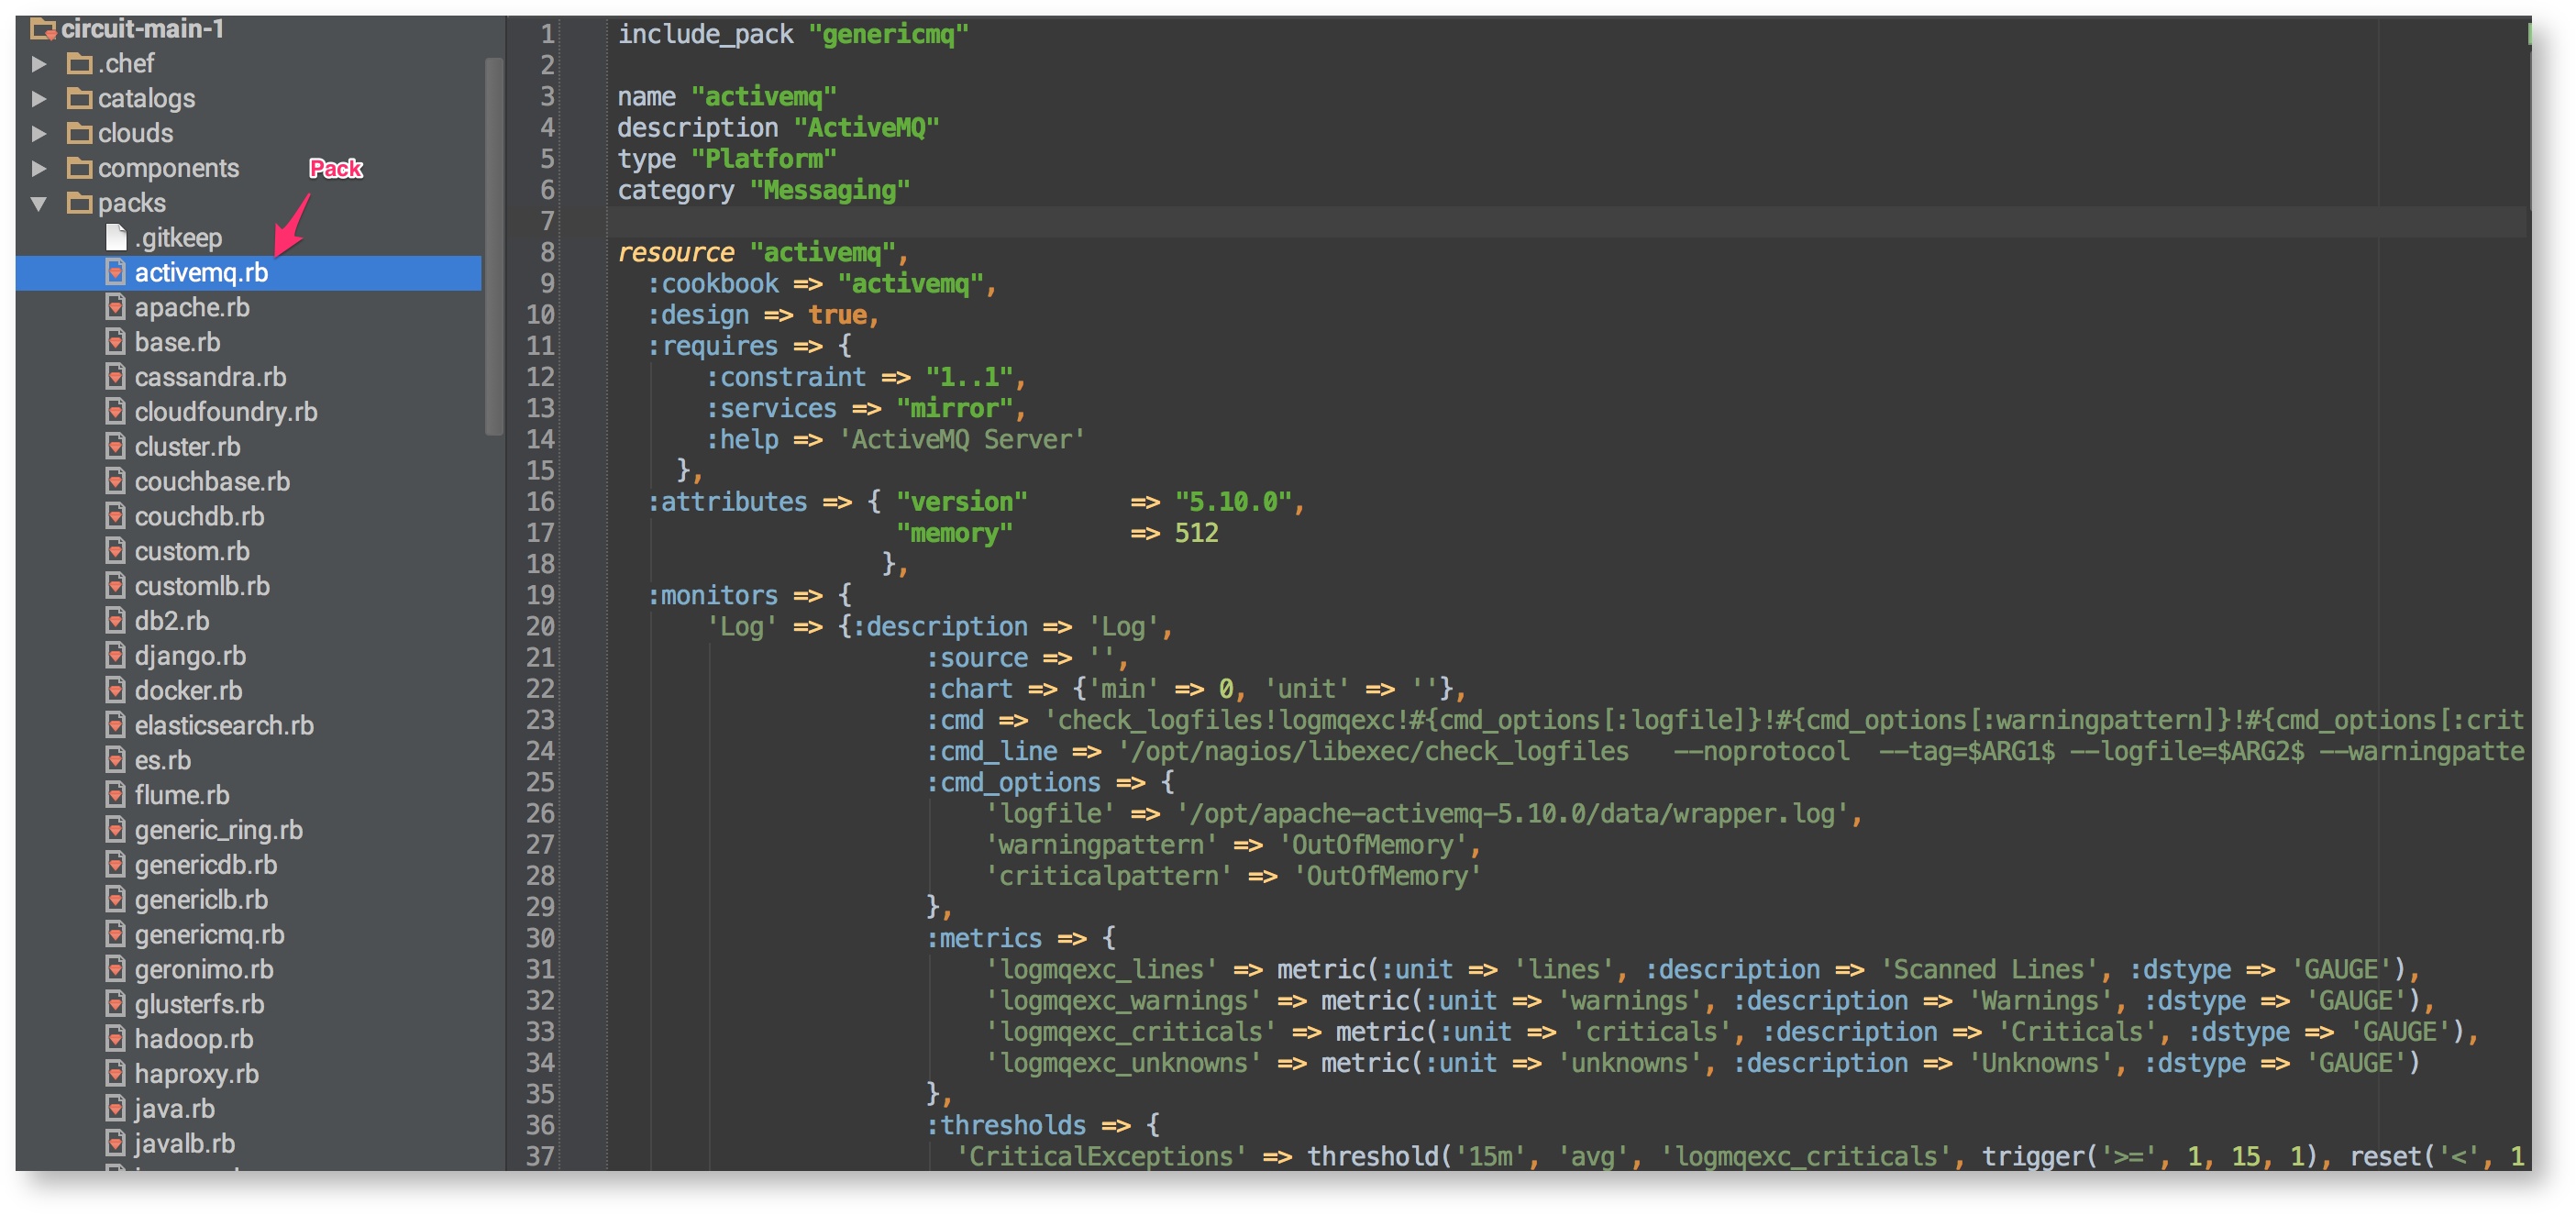 circuit-main-1
.chef
catalogs
clouds
components
Pack
packs
.gitkeep
activemq.rb
apache.rb
base.rb
cassandra.rb
cloudfoundry.rb
cluster.rb
couchbase.rb
couchdb.rb
custom.rb
customlb.rb
db2.rb
django.rb
docker.rb
elasticsearch.rb
es.rb
flume.rb
generic_ring.rb
genericdb.rb
genericlb.rb
genericmq.rb
geronimo.rb
glusterfs.rb
hadoop.rb
haproxy.rb
java.rb
javalb.rb
1 include_pack "genericmq"
2
3 name "activemq"
4 description "ActiveMQ"
5 type "Platform"
6 category "Messaging"
7
8 resource "activemq",
9 :cookbook => "activemq",
10 :design => true,
11 :requires => {
12 :constraint => "1..1",
13 :services => "mirror",
14 :help => 'ActiveMQ Server'
15 },
16 :attributes => { "version" => "5.10.0",
17 "memory" => 512
18 },
19 :monitors => {
20 'Log' => {:description => 'Log',
21 :source => '',
22 :chart => {'min' => 0, 'unit' => ''},
23 :cmd => 'check_logfiles!logmqexc!#{cmd_options[:logfile]}!#{cmd_options[:warningpattern]}!#{cmd_options[:crit
24 :cmd_line => '/opt/nagios/libexec/check_logfiles --noprotocol --tag=$ARG1$ --logfile=$ARG2$ --warningpatte
25 :cmd_options => {
26 'logfile' => '/opt/apache-activemq-5.10.0/data/wrapper.log',
27 'warningpattern' => 'OutOfMemory',
28 'criticalpattern' => 'OutOfMemory'
29 },
30 :metrics => {
31 'logmqexc_lines' => metric(:unit => 'lines', :description => 'Scanned Lines', :dstype => 'GAUGE'),
32 'logmqexc_warnings' => metric(:unit => 'warnings', :description => 'Warnings', :dstype => 'GAUGE'),
33 'logmqexc_criticals' => metric(:unit => 'criticals', :description => 'Criticals', :dstype => 'GAUGE'),
34 'logmqexc_unknowns' => metric(:unit => 'unknowns', :description => 'Unknowns', :dstype => 'GAUGE')
35 },
36 :thresholds => {
37 'CriticalExceptions' => threshold('15m', 'avg', 'logmqexc_criticals', trigger('>=', 1, 15, 1), reset('<', 1